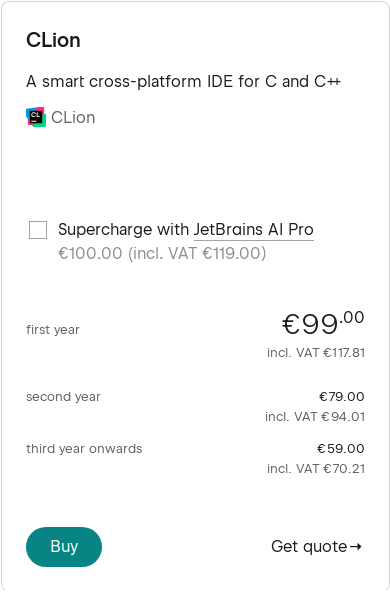 CLion
A smart cross-platform IDE for C and C++
CL
CLion
Supercharge with JetBrains AI Pro
€100.00 (incl. VAT €119.00)
first year €99.00
incl. VAT €117.81
second year €79.00
incl. VAT €94.01
third year onwards €59.00
incl. VAT €70.21
Buy Get quote→